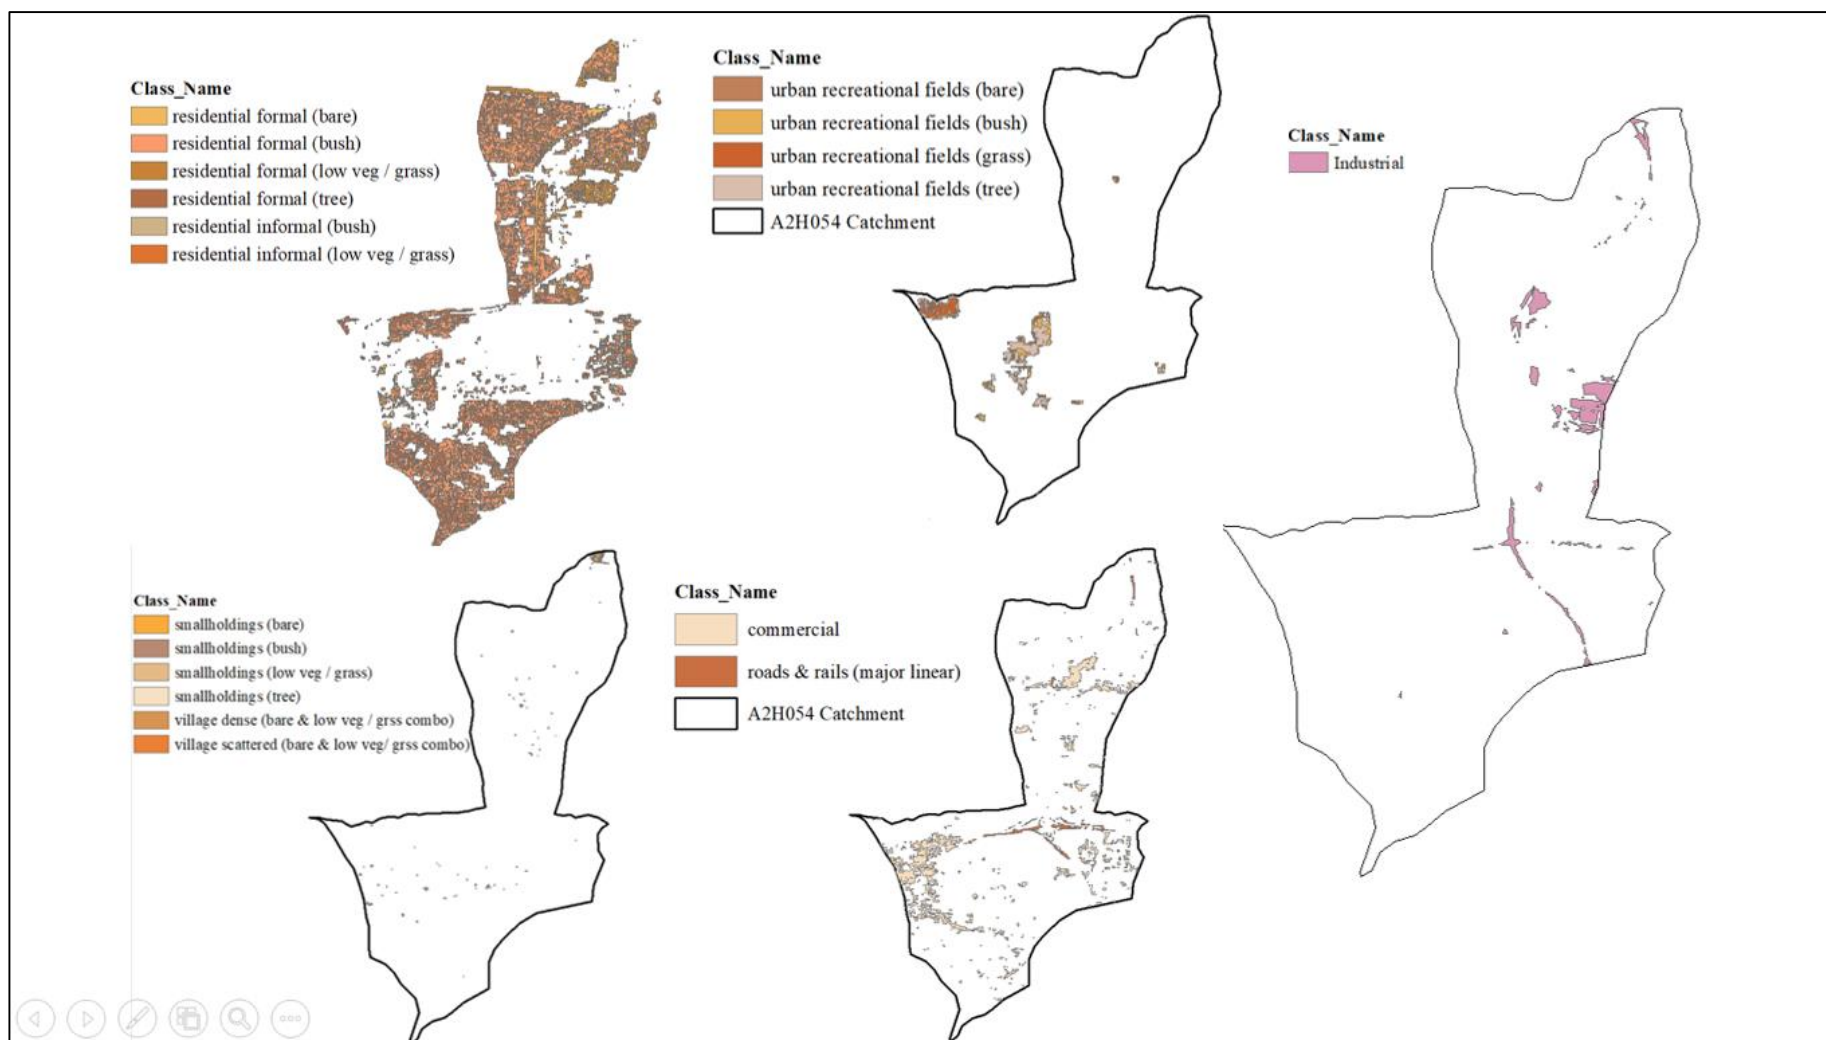 Class_Name
residential formal (bare)
residential formal (bush)
residential formal (low veg / grass)
residential formal (tree)
residential informal (bush)
residential informal (low veg / grass)
Class_Name
urban recreational fields (bare)
urban recreational fields (bush)
urban recreational fields (grass)
urban recreational fields (tree)
A2H054 Catchment
Class_Name
Industrial
Class_Name
smallholdings (bare)
smallholdings (bush)
smallholdings (low veg / grass)
smallholdings (tree)
village dense (bare & low veg / grss combo)
village scattered (bare & low veg/ grss combo)
Class_Name
commercial
roads & rails (major linear)
A2H054 Catchment